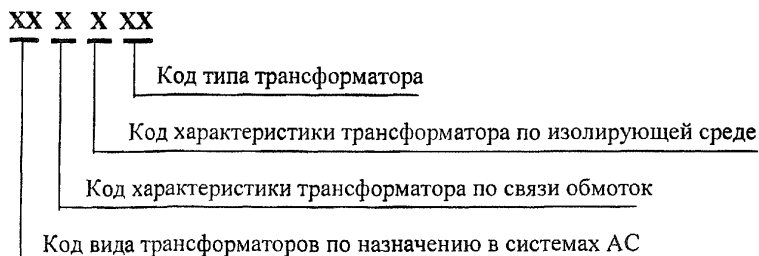 XX X X XX
Код типа трансформатора
Код характеристики трансформатора по изолирующей среде
Код характеристики трансформатора по связи обмоток
Код вида трансформаторов по назначению в системах АС